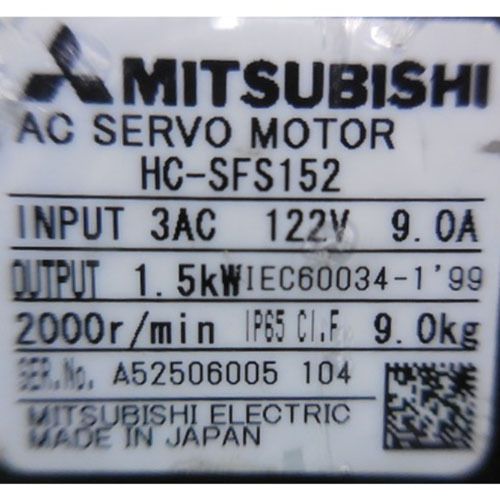 MITSUBISHI
AC SERVO MOTOR
HC-SFS152
INPUT 3AC 122V 9.0A
OUTPUT 1.5kW IEC60034-1'99
2000r/min IP65 Cl.F 9.0kg
SER.No. A52506005 104
MITSUBISHI ELECTRIC
MADE IN JAPAN